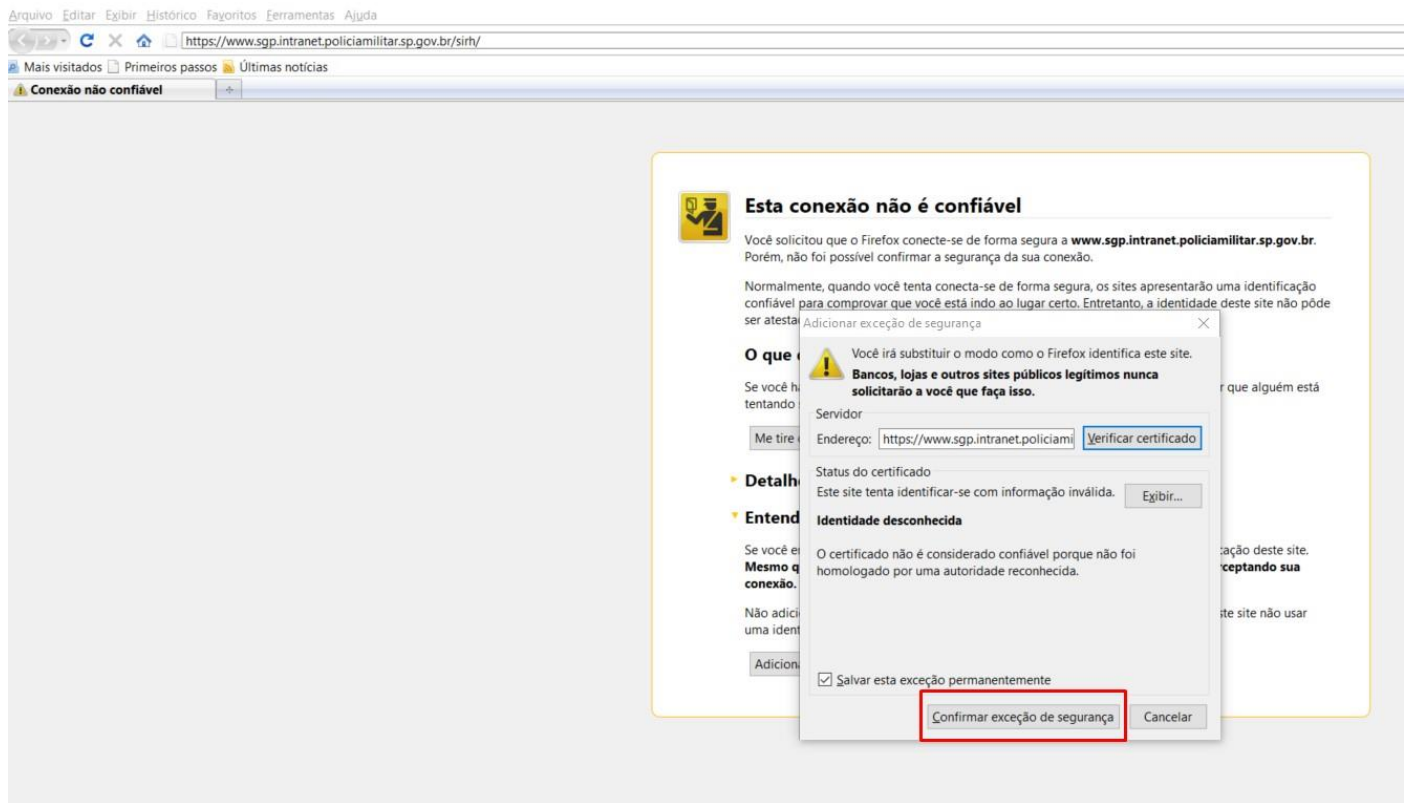 Arquivo Editar Exibir Histórico Favoritos Ferramentas Ajuda
https://www.sgp.intranet.policiamilitar.sp.gov.br/sirh/
Mais visitados Primeiros passos Últimas notícias
Conexão não confiável
Esta conexão não é confiável
Você solicitou que o Firefox conecte-se de forma segura a www.sgp.intranet.policiamilitar.sp.gov.br.
Porém, não foi possível confirmar a segurança da sua conexão.
Normalmente, quando você tenta conecta-se de forma segura, os sites apresentarão uma identificação
confiável para comprovar que você está indo ao lugar certo. Entretanto, a identidade deste site não pôde
ser
O que
Se você
r que alguém está
tentando
Me tire
Detalh
Entend
Se você
tação deste site.
Mesmo
rceptando sua
conexão.
Não
ste site não usar
uma
Adicion
Adicionar exceção de segurança
Você irá substituir o modo como o Firefox identifica este site.
Bancos, lojas e outros sites públicos legítimos nunca
solicitarão a você que faça isso.
Servidor
Endereço: https://www.sgp.intranet.policiami Verificar certificado
Status do certificado
Este site tenta identificar-se com informação inválida. Exibir...
Identidade desconhecida
O certificado não é considerado confiável porque não foi
homologado por uma autoridade reconhecida.
Salvar esta exceção permanentemente
Confirmar exceção de segurança Cancelar